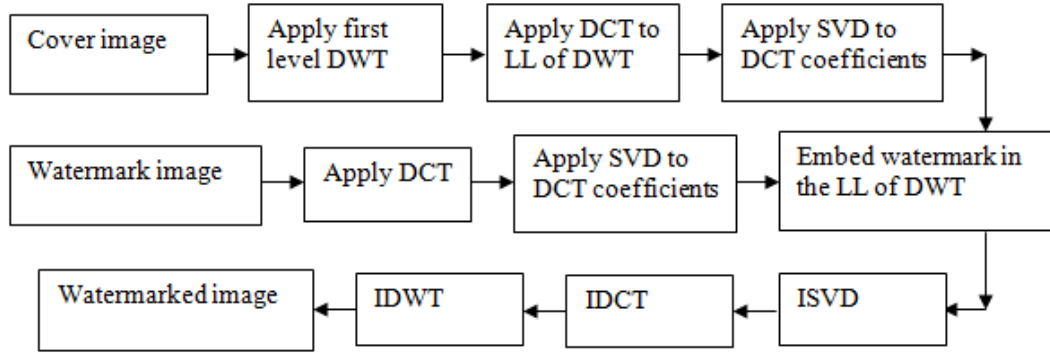 Cover image
Apply first
level DWT
Apply DCT to
LL of DWT
Apply SVD to
DCT coefficients
Watermark image
Apply DCT
Apply SVD to
DCT coefficients
Embed watermark in
the LL of DWT
Watermarked image
IDWT
IDCT
ISVD